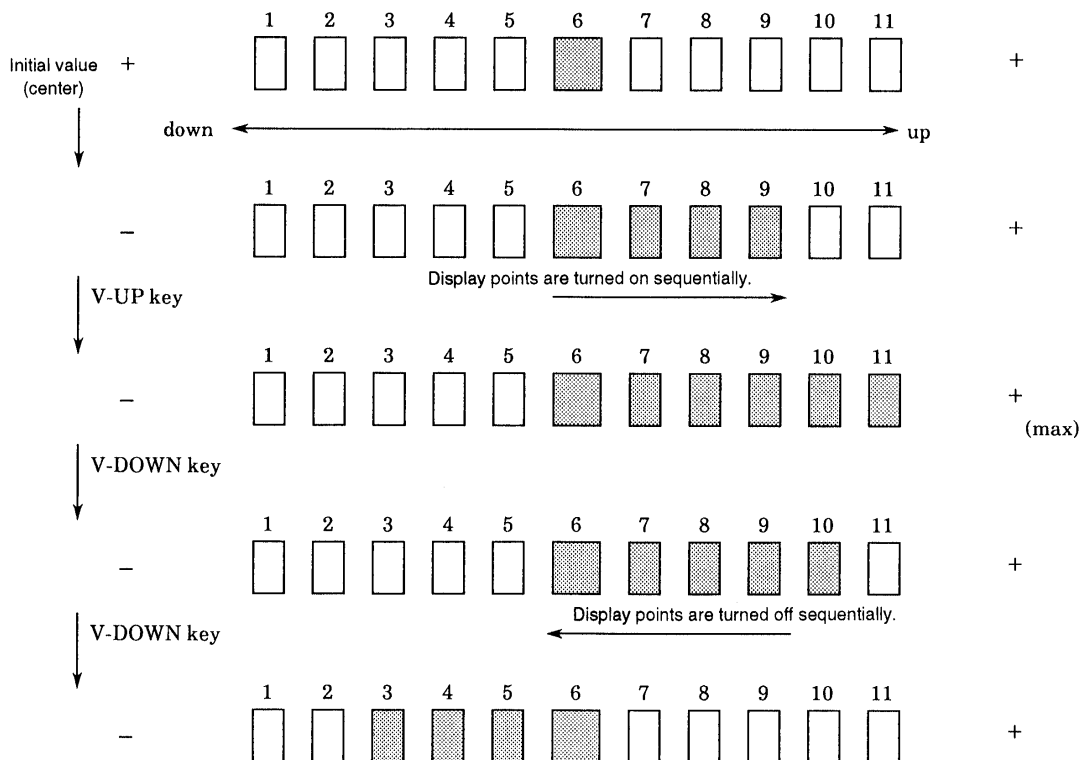 1 2 3 4 5 6 7 8 9 10 11
Initial value + +
(center)
down up
1 2 3 4 5 6 7 8 9 10 11
– +
Display points are turned on sequentially.
V-UP key
1 2 3 4 5 6 7 8 9 10 11
– +
(max)
V-DOWN key
1 2 3 4 5 6 7 8 9 10 11
– +
Display points are turned off sequentially.
V-DOWN key
1 2 3 4 5 6 7 8 9 10 11
– +